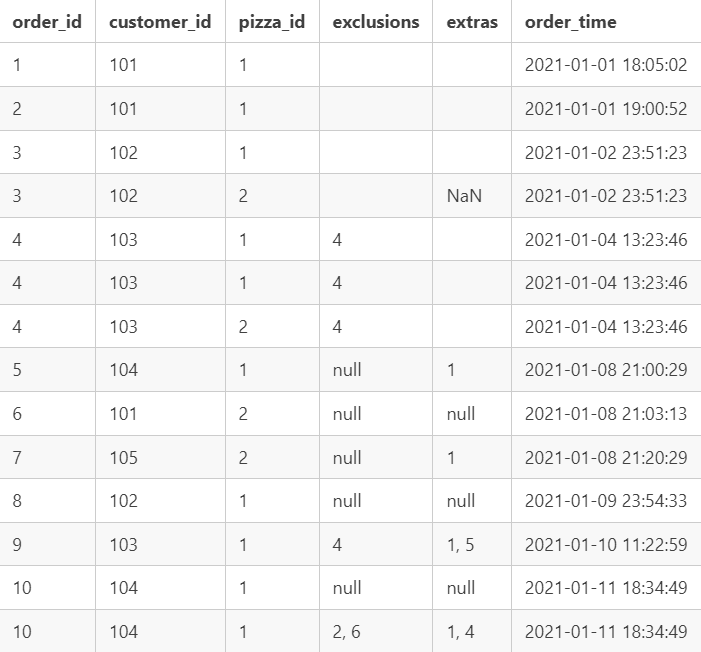 order_id customer_id pizza_id exclusions extras order_time
1 101 1 2021-01-01 18:05:02
2 101 1 2021-01-01 19:00:52
3 102 1 2021-01-02 23:51:23
3 102 2 NaN 2021-01-02 23:51:23
4 103 1 4 2021-01-04 13:23:46
4 103 1 4 2021-01-04 13:23:46
4 103 2 4 2021-01-04 13:23:46
5 104 1 null 1 2021-01-08 21:00:29
6 101 2 null null 2021-01-08 21:03:13
7 105 2 null 1 2021-01-08 21:20:29
8 102 1 null null 2021-01-09 23:54:33
9 103 1 4 1, 5 2021-01-10 11:22:59
10 104 1 null null 2021-01-11 18:34:49
10 104 1 2, 6 1, 4 2021-01-11 18:34:49